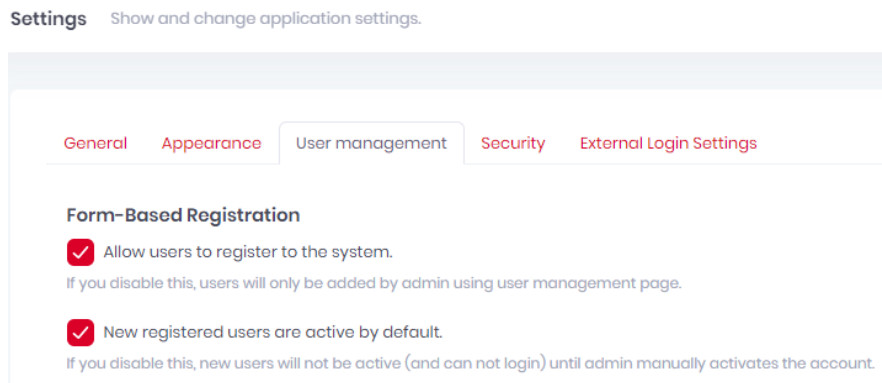 Settings Show and change application settings.
General Appearance User management Security External Login Settings
Form-Based Registration
Allow users to register to the system.
If you disable this, users will only be added by admin using user management page.
New registered users are active by default.
If you disable this, new users will not be active (and can not login) until admin manually activates the account.